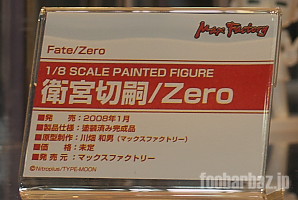 Max Factory
Fate/Zero
1/8 SCALE PAINTED FIGURE
衛宮切嗣/Zero
■発　売：2008年1月
■製品仕様：塗装済み完成品
■原型制作：川畑 和男（マックスファクトリー）
■価　格：未定
■発売元：マックスファクトリー
©Nitroplus/TYPE-MOON
foobarbaz.jp